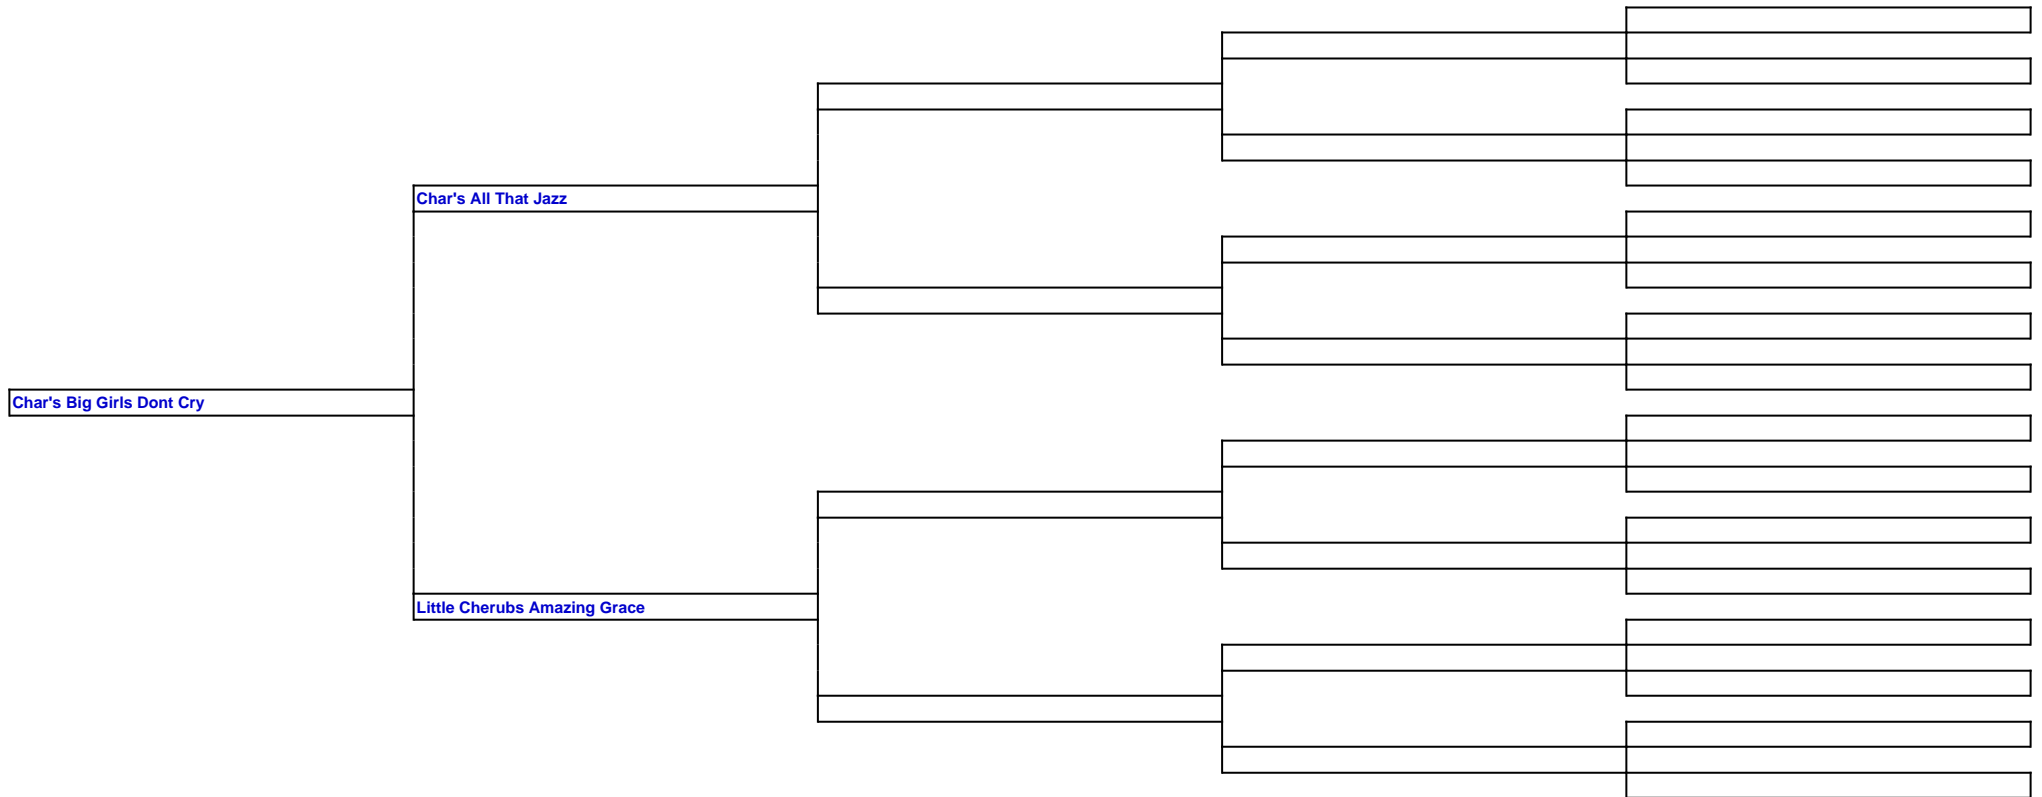 Char's All That Jazz
Char's Big Girls Dont Cry
Little Cherubs Amazing Grace